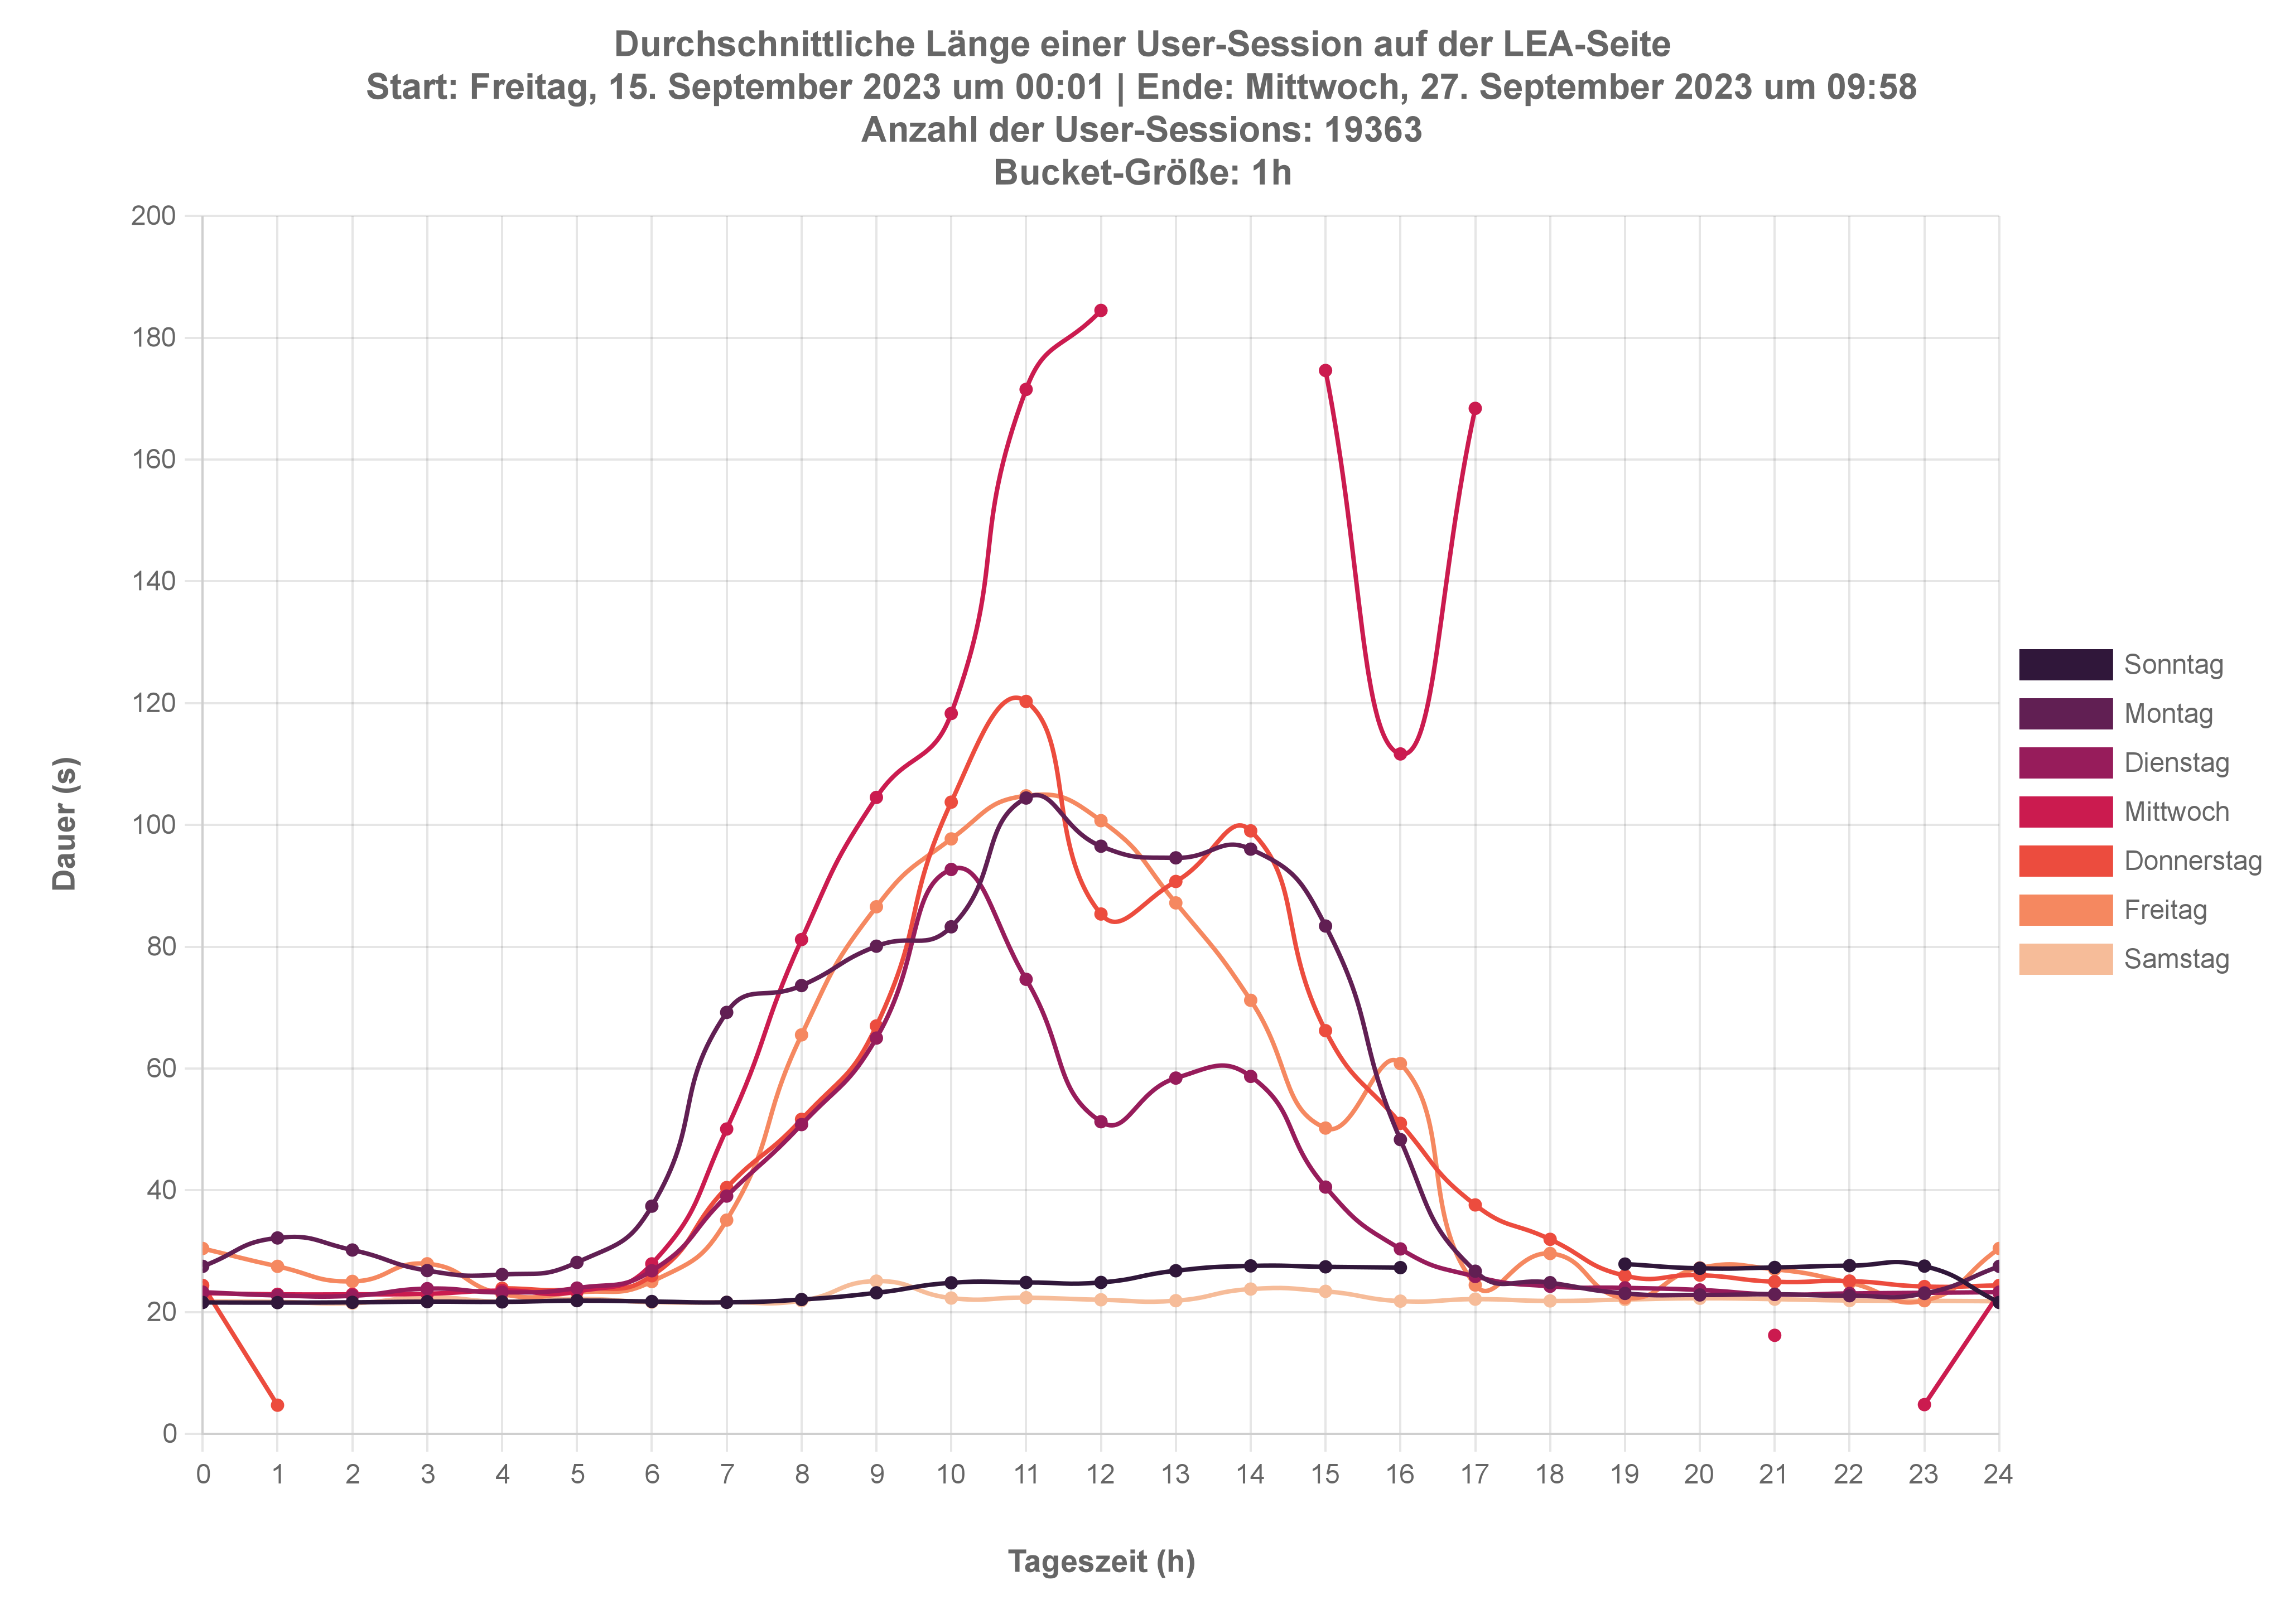 Durchschnittliche Länge einer User-Session auf der LEA-Seite
Start: Freitag, 15. September 2023 um 00:01 | Ende: Mittwoch, 27. September 2023 um 09:58
Anzahl der User-Sessions: 19363
Bucket-Größe: 1h
200
180
160
140
120
100
80
60
40
20
0
Dauer (s)
0 1 2 3 4 5 6 7 8 9 10 11 12 13 14 15 16 17 18 19 20 21 22 23 24
Tageszeit (h)
Sonntag
Montag
Dienstag
Mittwoch
Donnerstag
Freitag
Samstag